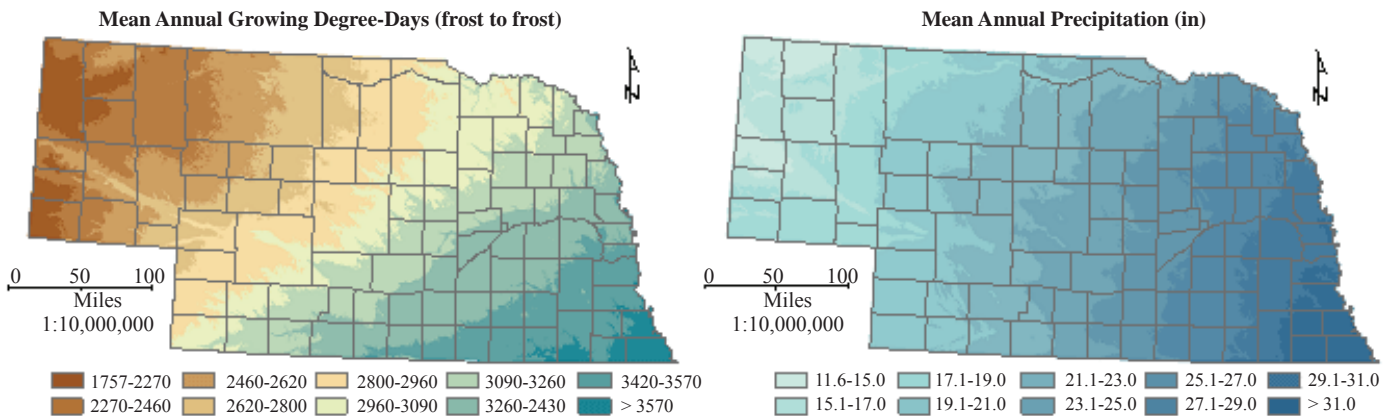 Mean Annual Growing Degree-Days (frost to frost)
Mean Annual Precipitation (in)
N
N
0 50 100
Miles
1:10,000,000
0 50 100
Miles
1:10,000,000
1757-2270 2460-2620 2800-2960 3090-3260 3420-3570
2270-2460 2620-2800 2960-3090 3260-2430 > 3570
11.6-15.0 17.1-19.0 21.1-23.0 25.1-27.0 29.1-31.0
15.1-17.0 19.1-21.0 23.1-25.0 27.1-29.0 > 31.0